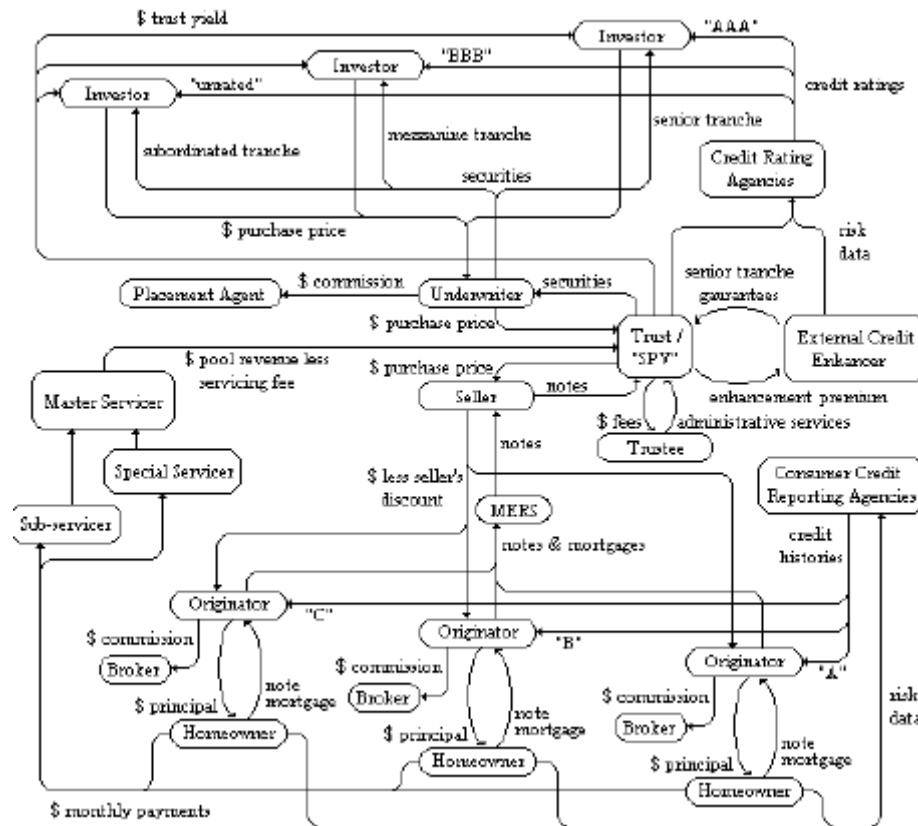 $ trust yield
Investor
"AAA"
Investor
"BBB"
Investor
"unrated"
credit ratings
subordinated tranche
mezzanine tranche
senior tranche
securities
Credit Rating
Agencies
$ purchase price
risk
data
Placement Agent
$ commission
Underwriter
securities
senior tranche
gaurantees
$ purchase price
Trust /
"SPV"
External Credit
Enhancer
$ pool revenue less
servicing fee
$ purchase price
Master Servicer
Seller
notes
enhancement premium
$ fees
administrative services
Trustee
notes
Special Servicer
$ less seller's
discount
Consumer Credit
Reporting Agencies
Sub-servicer
MERS
credit
histories
notes & mortgages
Originator
"C"
Originator
"B"
Originator
"A"
$ commission
Broker
$ commission
Broker
$ commission
Broker
note
mortgage
$ principal
Homeowner
note
mortgage
$ principal
Homeowner
note
mortgage
$ principal
Homeowner
risk
data
$ monthly payments